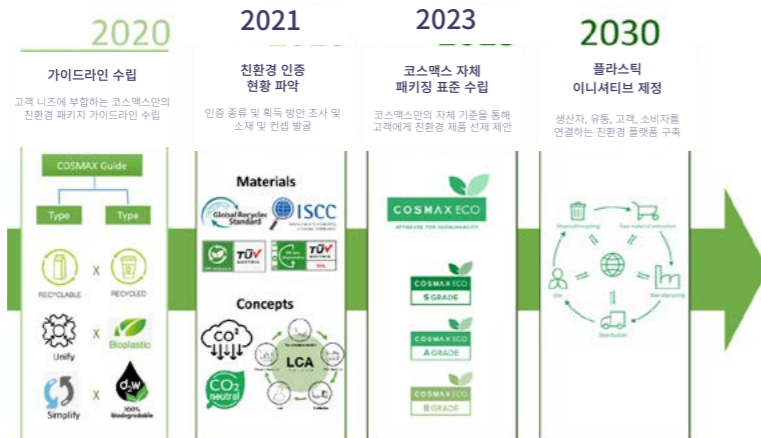 2020
가이드라인 수립
고객 니즈에 부합하는 코스맥스만의
친환경 패키지 가이드라인 수립
COSMAX Guide
Type
Type
RECYCLABLE
X
RECYCLED
Unify
X
Bioplastic
Simplify
X
d2w
100%
biodegradable
2021
친환경 인증
현황 파악
인증 종류 및 획득 방안 조사 및
소재 및 컨셉 발굴
Materials
Global Recycled
Standard
ISCC
TÜV
AUSTRIA
TÜV
AUSTRIA
Concepts
CO2
LCA
CO2
neutral
2023
코스맥스 자체
패키징 표준 수립
코스맥스만의 자체 기준을 통해
고객에게 친환경 제품 선제 제안
COSMAX ECO
APPROVED FOR SUSTAINABILITY
COSMAX ECO
S GRADE
COSMAX ECO
A GRADE
COSMAX ECO
B GRADE
2030
플라스틱
이니셔티브 제정
생산자, 유통, 고객, 소비자를
연결하는 친환경 플랫폼 구축
Raw material extraction
Manufacturing
Distribution
Use